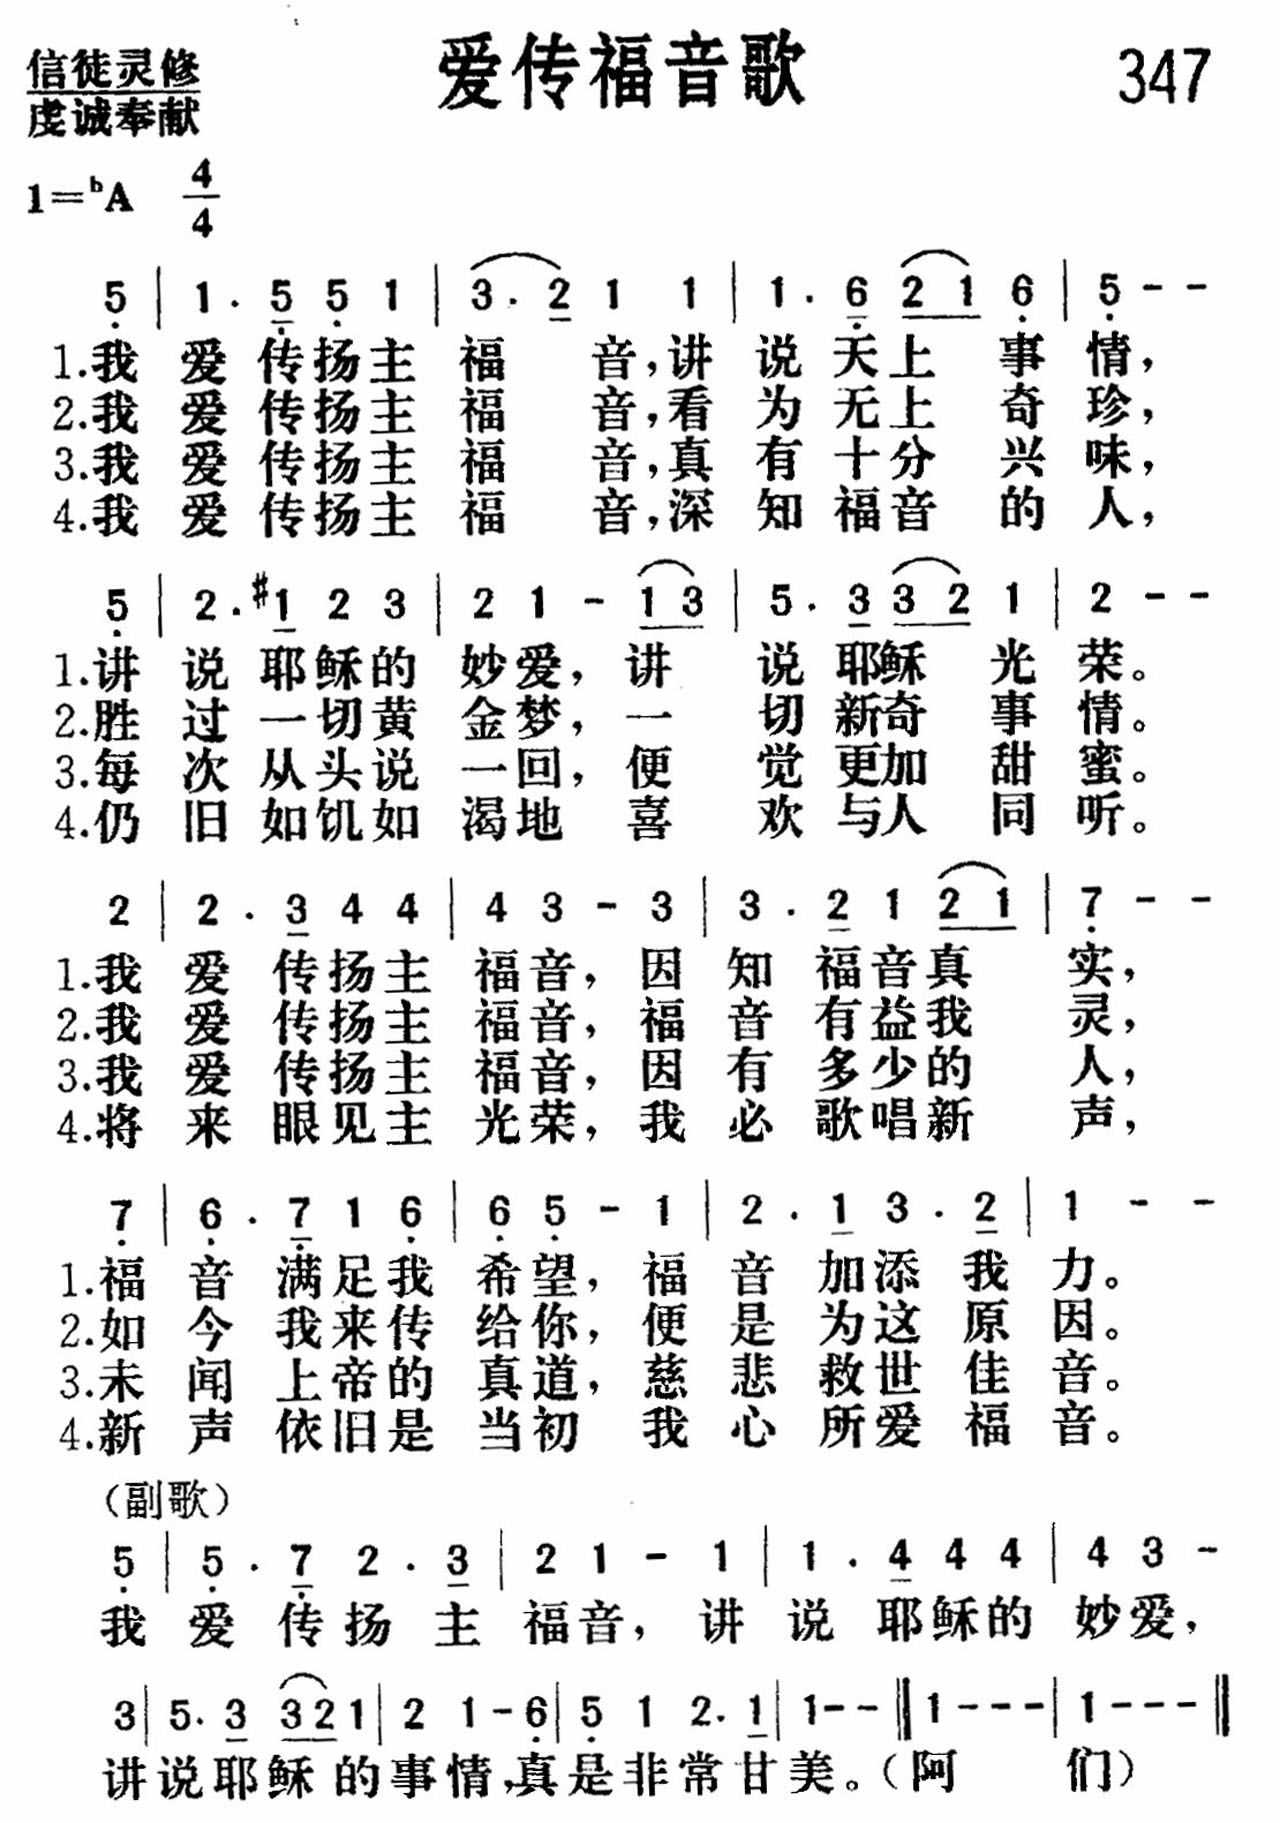 信徒灵修
虔诚奉献
爱传福音歌
347
1=ᵇA 4/4
5 | 1 . 5 5 1 | 3 . 2 1 1 | 1 . 6 2 1 6 | 5 - -
1.我 爱 传 扬 主 福 音,讲 说 天 上 事 情,
2.我 爱 传 扬 主 福 音,看 为 无 上 奇 珍,
3.我 爱 传 扬 主 福 音,真 有 十 分 兴 味,
4.我 爱 传 扬 主 福 音,深 知 福 音 的 人,
5 | 2 . #1 2 3 | 2 1 - 1 3 | 5 . 3 3 2 1 | 2 - -
1.讲 说 耶 稣 的 妙 爱, 讲 说 耶 稣 光 荣。
2.胜 过 一 切 黄 金 梦, 一 切 新 奇 事 情。
3.每 次 从 头 说 一 回, 便 觉 更 加 甜 蜜。
4.仍 旧 如 饥 如 渴 地 喜 欢 与 人 同 听。
2 | 2 . 3 4 4 | 4 3 - 3 | 3 . 2 1 2 1 | 7 - -
1.我 爱 传 扬 主 福 音, 因 知 福 音 真 实,
2.我 爱 传 扬 主 福 音, 福 音 有 益 我 灵,
3.我 爱 传 扬 主 福 音, 因 有 多 少 的 人,
4.将 来 眼 见 主 光 荣, 我 必 歌 唱 新 声,
7 | 6 . 7 1 6 | 6 5 - 1 | 2 . 1 3 . 2 | 1 - -
1.福 音 满 足 我 希 望, 福 音 加 添 我 力。
2.如 今 我 来 传 给 你, 便 是 为 这 原 因。
3.未 闻 上 帝 的 真 道, 慈 悲 救 世 佳 音。
4.新 声 依 旧 是 当 初 我 心 所 爱 福 音。
(副歌)
5 | 5 . 7 2 . 3 | 2 1 - 1 | 1 . 4 4 4 | 4 3 -
我 爱 传 扬 主 福 音, 讲 说 耶 稣 的 妙 爱,
3 | 5 . 3 3 2 1 | 2 1 - 6 | 5 1 2 . 1 | 1 - - ‖ 1 - - - | 1 - - - ‖
讲 说 耶 稣 的 事 情,真 是 非 常 甘 美。(阿 们)